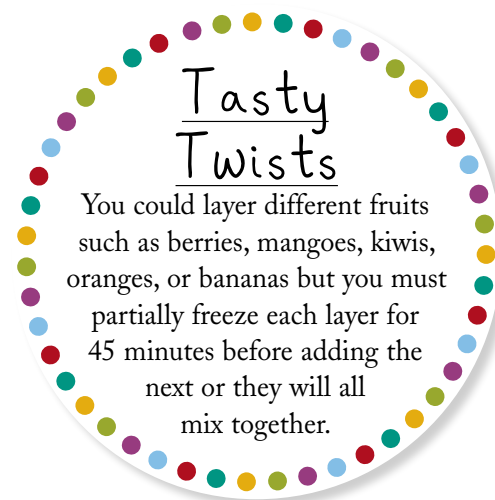 Tasty
Twists
You could layer different fruits
such as berries, mangoes, kiwis,
oranges, or bananas but you must
partially freeze each layer for
45 minutes before adding the
next or they will all
mix together.